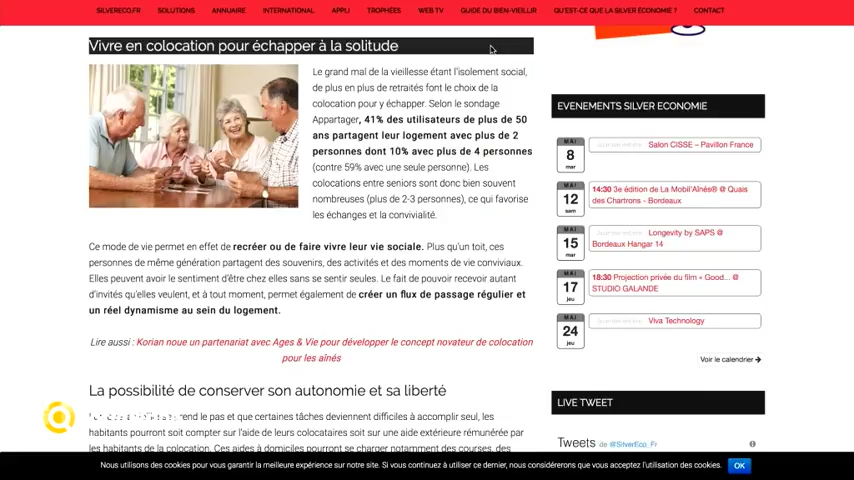 SILVERECO.FR SOLUTIONS ANNUAIRE INTERNATIONAL APPLI TROPHÉES WEB TV GUIDE DU BIEN-VIEILLIR QU'EST-CE QUE LA SILVER ÉCONOMIE ? CONTACT
Vivre en colocation pour échapper à la solitude
Le grand mal de la vieillesse étant l'isolement social,
de plus en plus de retraités font le choix de la
colocation pour y échapper. Selon le sondage
Appartager, 41% des utilisateurs de plus de 50
ans partagent leur logement avec plus de 2
personnes dont 10% avec plus de 4 personnes
(contre 59% avec une seule personne). Les
colocations entre seniors sont donc bien souvent
nombreuses (plus de 2-3 personnes), ce qui favorise
les échanges et la convivialité.
Ce mode de vie permet en effet de recréer ou de faire vivre leur vie sociale. Plus qu'un toit, ces
personnes de même génération partagent des souvenirs, des activités et des moments de vie conviviaux.
Elles peuvent avoir le sentiment d'être chez elles sans se sentir seules. Le fait de pouvoir recevoir autant
d'invités qu'elles veulent, et à tout moment, permet également de créer un flux de passage régulier et
un réel dynamisme au sein du logement.
Lire aussi : Korian noue un partenariat avec Ages & Vie pour développer le concept novateur de colocation
pour les aînés
La possibilité de conserver son autonomie et sa liberté
rend le pas et que certaines tâches deviennent difficiles à accomplir seul, les
habitants pourront soit compter sur l'aide de leurs colocataires soit sur une aide extérieure rémunérée par
les habitants de la colocation. Ces aides à domiciles pourront se charger notamment des courses, des
EVENEMENTS SILVER ECONOMIE
MAI
8
mar
Salon CISSE – Pavillon France
MAI
12
sam
14:30 3e édition de La Mobil'Aînés® @ Quais
des Chartrons - Bordeaux
MAI
15
mar
Longevity by SAPS @
Bordeaux Hangar 14
MAI
17
jeu
18:30 Projection privée du film « Good... @
STUDIO GALANDE
MAI
24
jeu
Viva Technology
Voir le calendrier
LIVE TWEET
Tweets de @SilverEco_Fr
Nous utilisons des cookies pour vous garantir la meilleure expérience sur notre site. Si vous continuez à utiliser ce dernier, nous considérerons que vous acceptez l'utilisation des cookies. OK